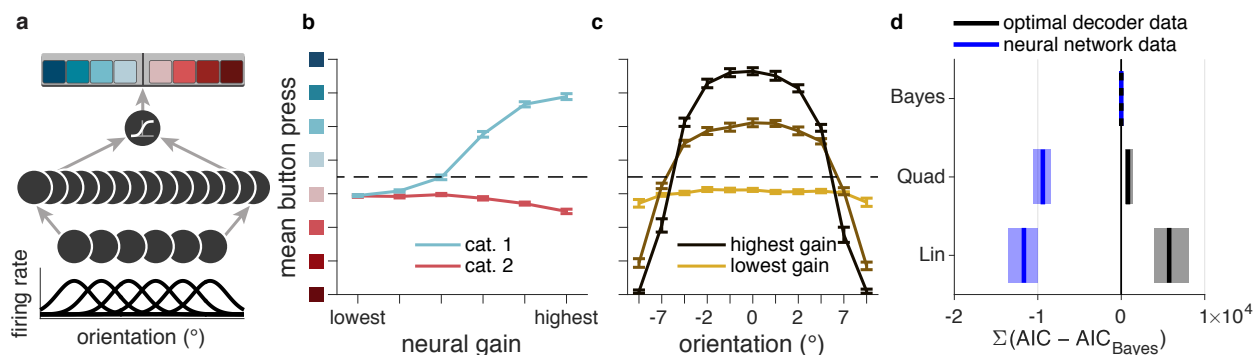 a
firing rate
orientation (°)
b
mean button press
cat. 1
cat. 2
lowest
highest
neural gain
c
highest gain
lowest gain
-7
-2
0
2
7
orientation (°)
d
optimal decoder data
neural network data
Bayes
Quad
Lin
-2
-1
0
1
×10⁴
Σ(AIC − AIC_Bayes)